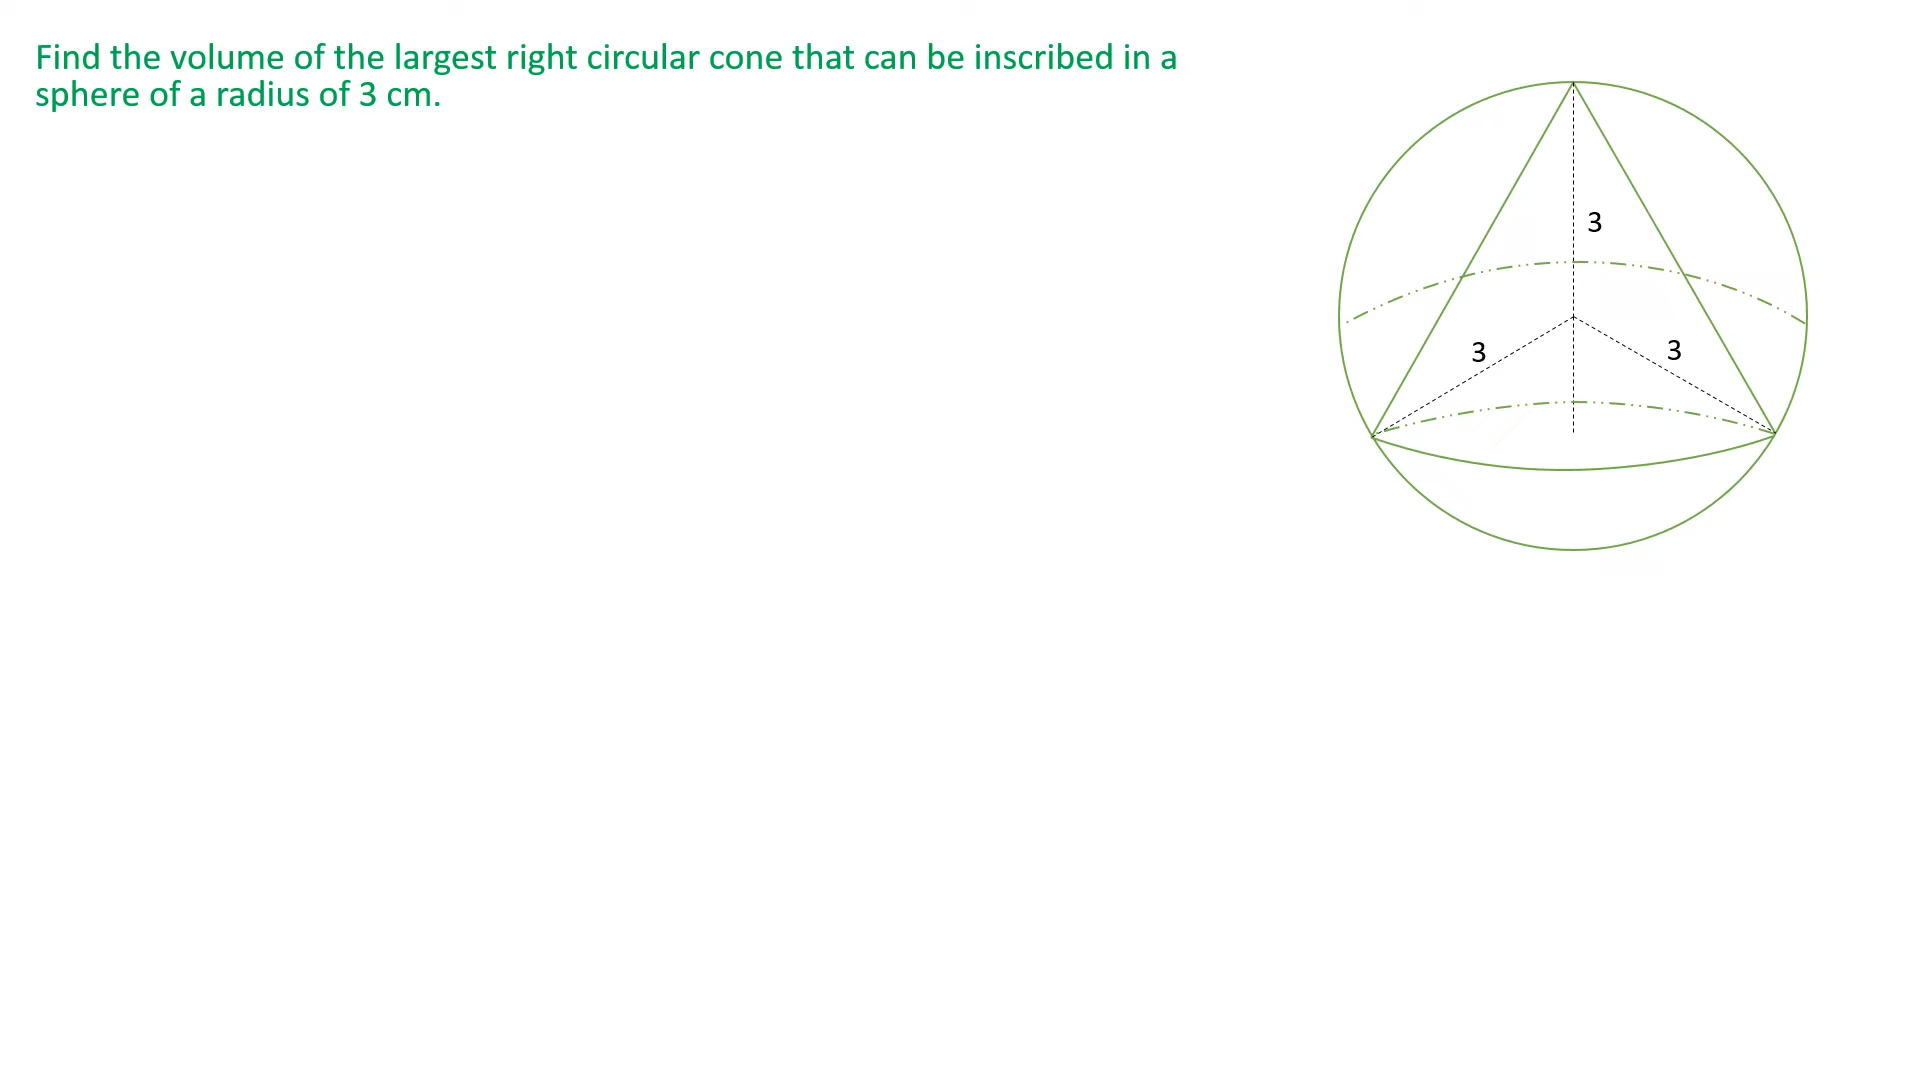 Find the volume of the largest right circular cone that can be inscribed in a
sphere of a radius of 3 cm.
3
3
3